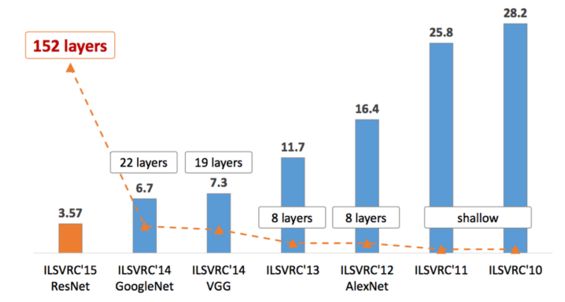 28.2
25.8
152 layers
16.4
11.7
22 layers
19 layers
6.7
7.3
3.57
8 layers
8 layers
shallow
ILSVRC'15
ResNet
ILSVRC'14
GoogleNet
ILSVRC'14
VGG
ILSVRC'13
ILSVRC'12
AlexNet
ILSVRC'11
ILSVRC'10